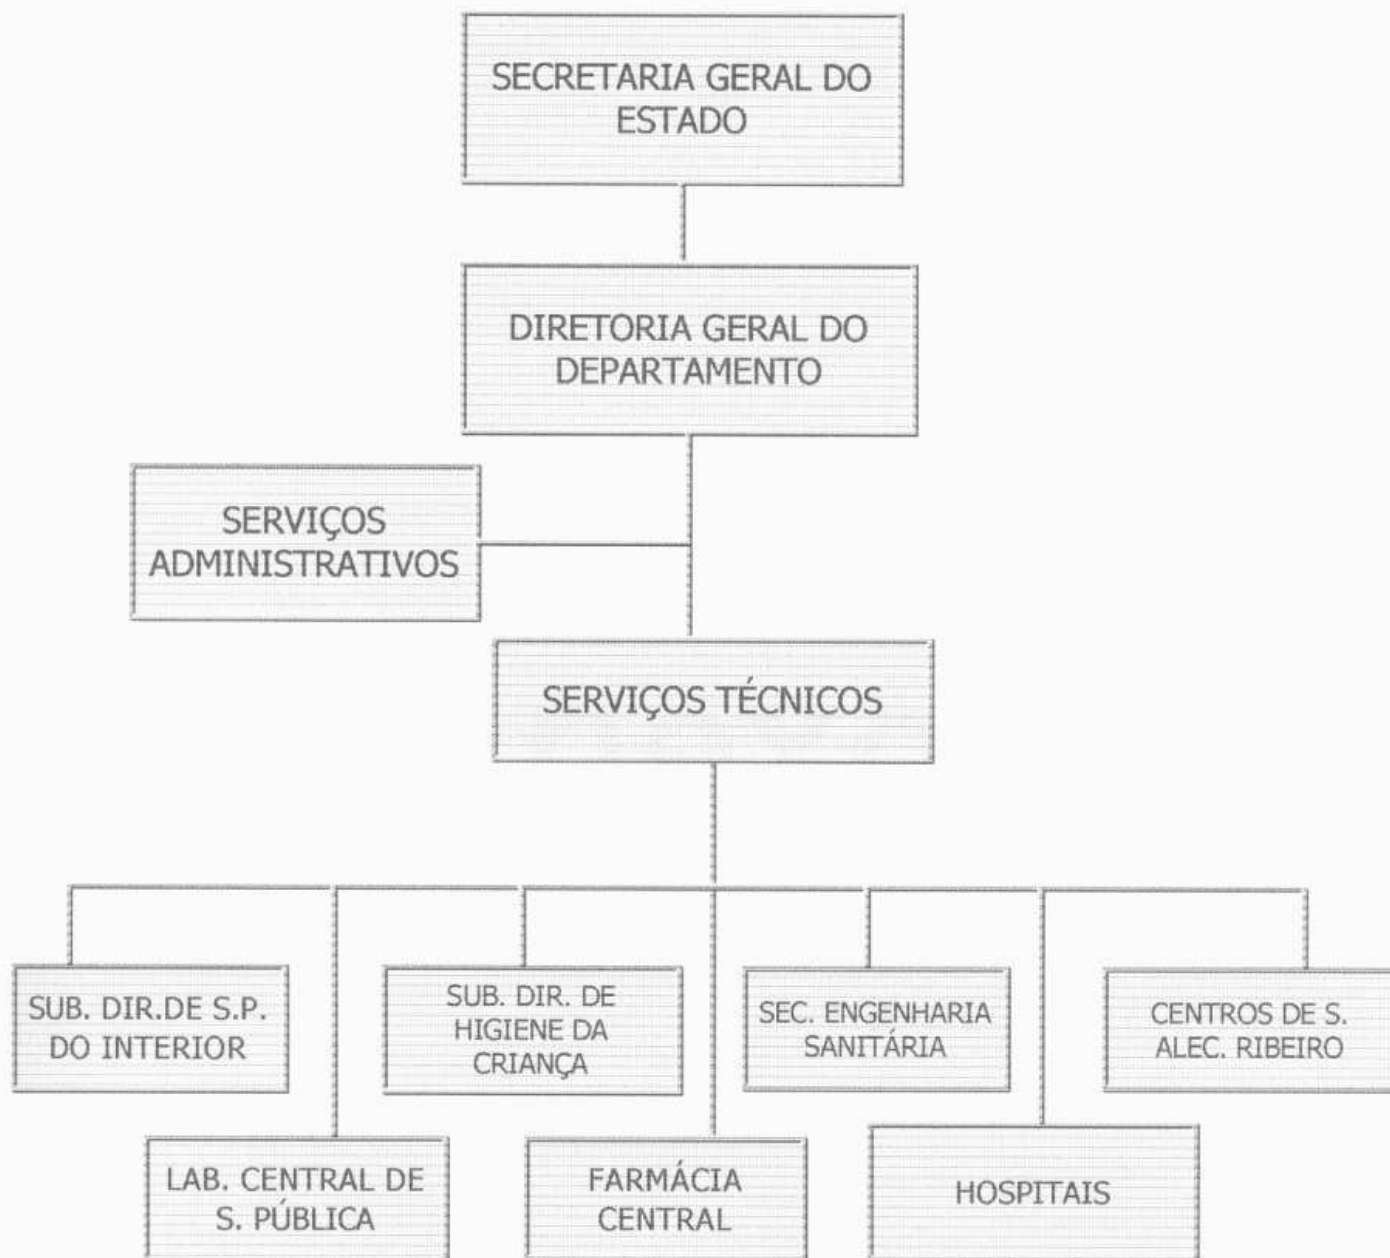 SECRETARIA GERAL DO
ESTADO
DIRETORIA GERAL DO
DEPARTAMENTO
SERVIÇOS
ADMINISTRATIVOS
SERVIÇOS TÉCNICOS
SUB. DIR.DE S.P.
DO INTERIOR
SUB. DIR. DE
HIGIENE DA
CRIANÇA
SEC. ENGENHARIA
SANITÁRIA
CENTROS DE S.
ALEC. RIBEIRO
LAB. CENTRAL DE
S. PÚBLICA
FARMÁCIA
CENTRAL
HOSPITAIS